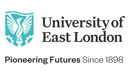 University of
East London
Pioneering Futures Since 1898